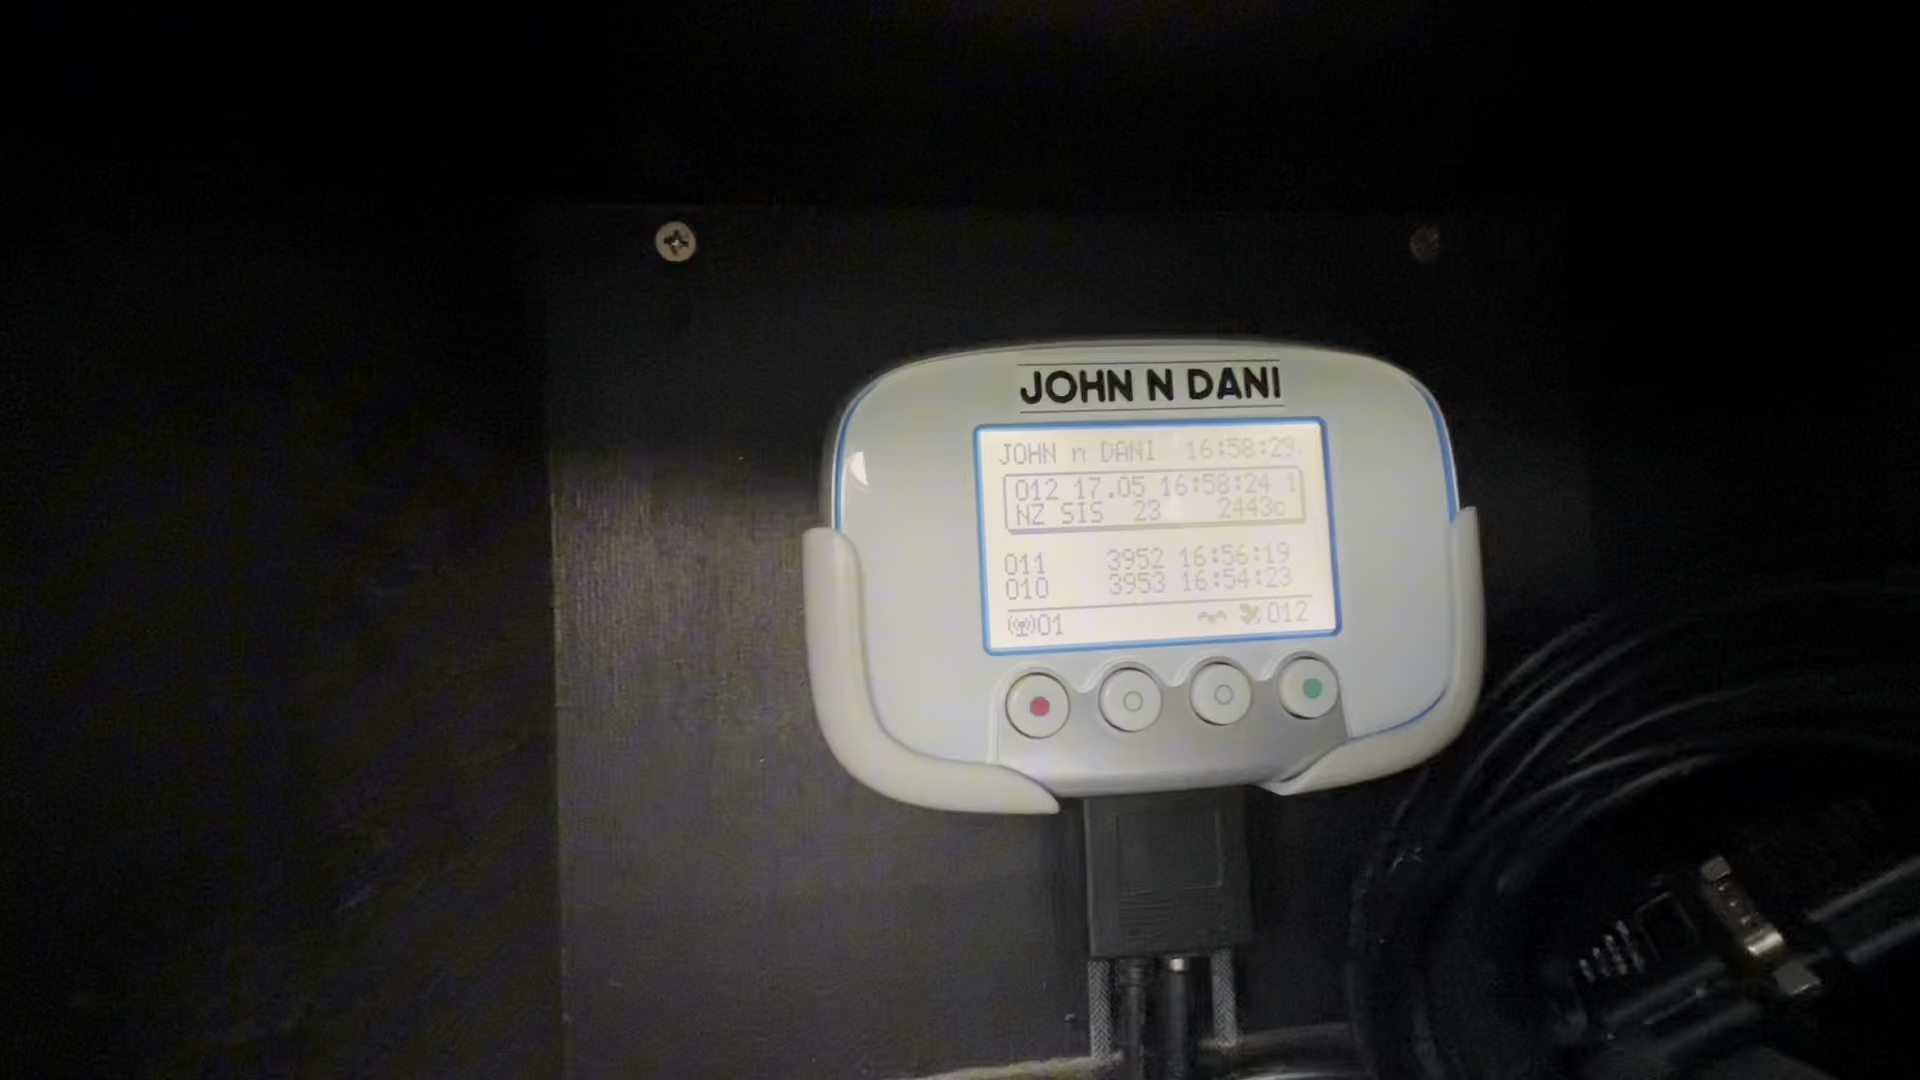 JOHN N DANI
JOHN n DANI 16:58:29
012 17.05 16:58:24 1
NZ SIS 23 2443o
011 3952 16:56:19
010 3953 16:54:23
01 012